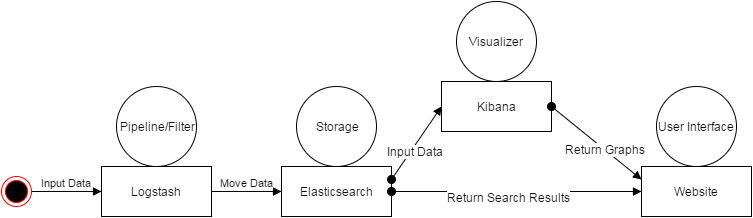 Visualizer
Kibana
Pipeline/Filter
Storage
User Interface
Input Data
Return Graphs
Input Data
Logstash
Move Data
Elasticsearch
Return Search Results
Website